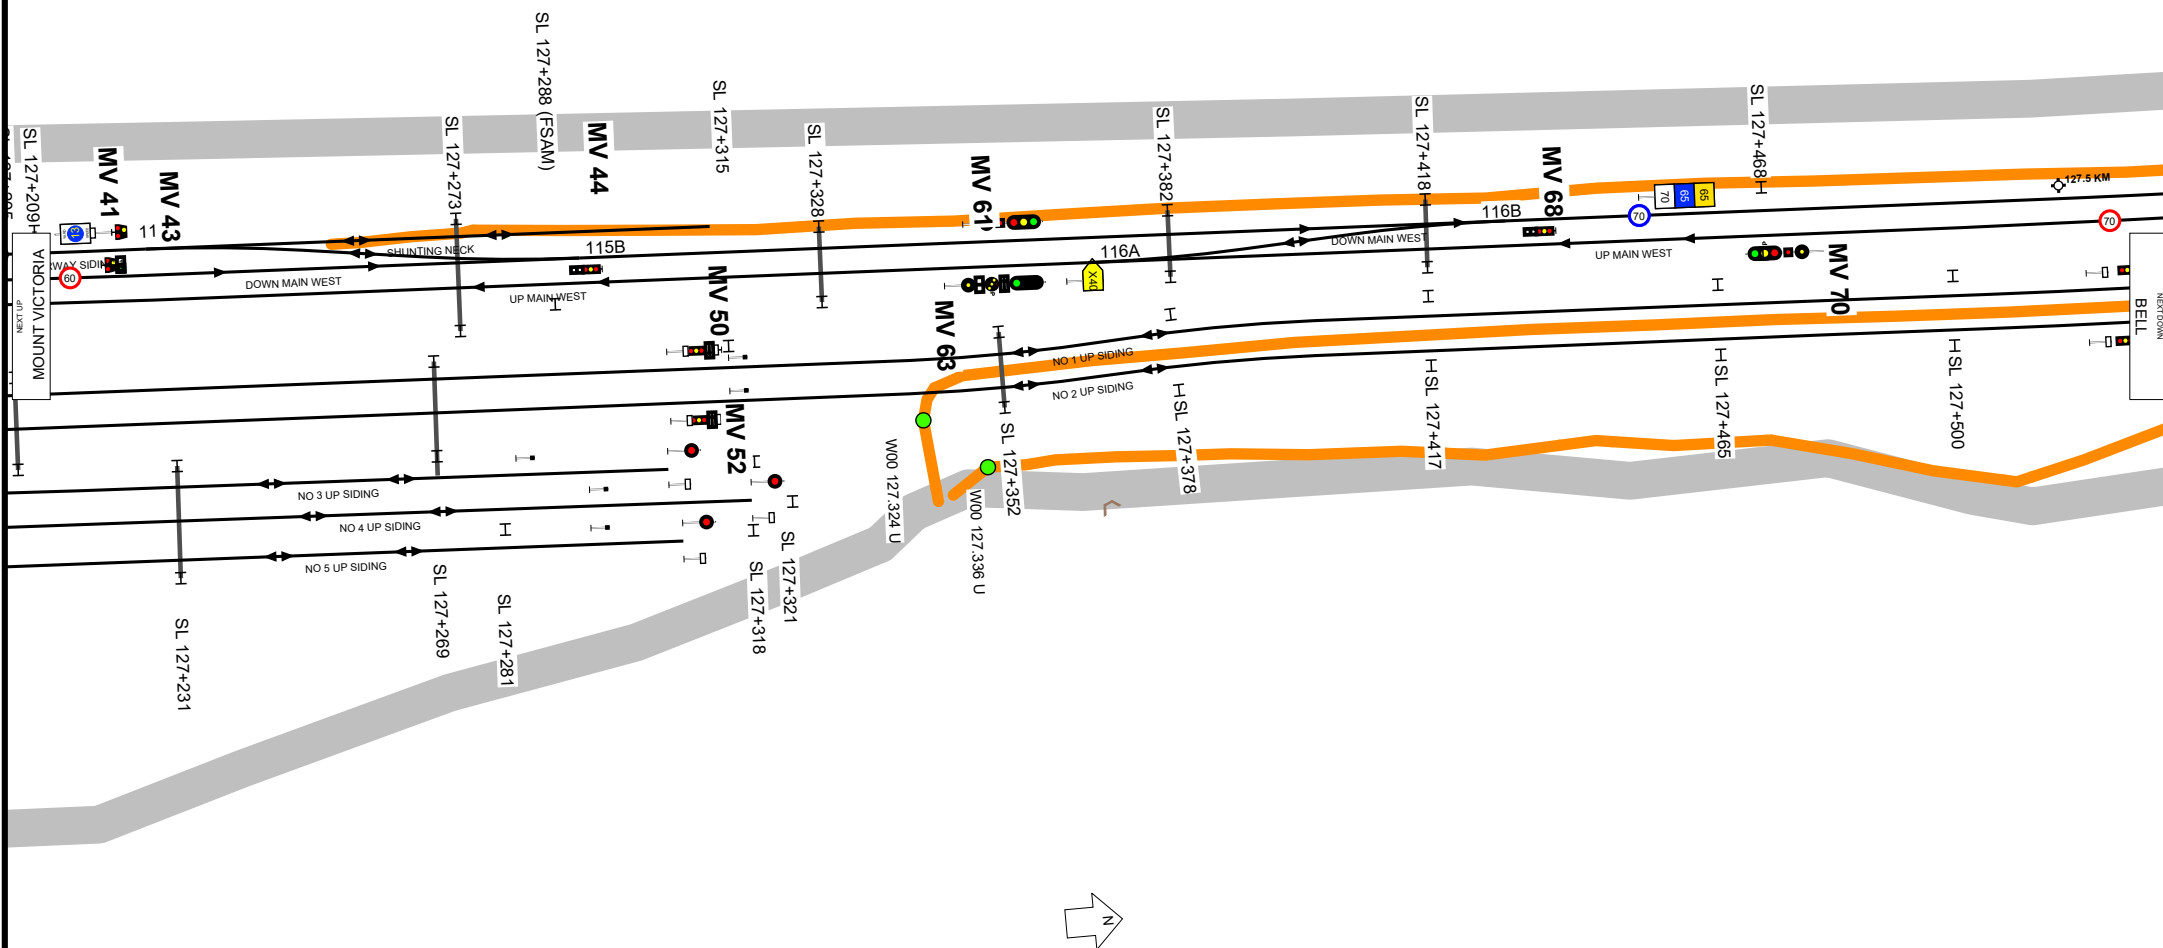 SL 127+209
MV 41
MV 43
11
SL 127+273
SL 127+288 (FSAM)
MV 44
SL 127+315
SL 127+328
MV 61
SL 127+382
SL 127+418
MV 68
SL 127+468
70
65
65
127.5 KM
70
70
116B
116A
115B
SHUNTING NECK
RWAY SIDIN
60
DOWN MAIN WEST
UP MAIN WEST
DOWN MAIN WEST
UP MAIN WEST
X40
MV 70
NEXT UP
MOUNT VICTORIA
NEXT DOWN
BELL
MV 50
MV 63
NO 1 UP SIDING
NO 2 UP SIDING
MV 52
NO 3 UP SIDING
NO 4 UP SIDING
NO 5 UP SIDING
W00 127.324 U
W00 127.336 U
SL 127+352
SL 127+378
SL 127+417
SL 127+465
SL 127+500
SL 127+231
SL 127+269
SL 127+281
SL 127+318
SL 127+321
N